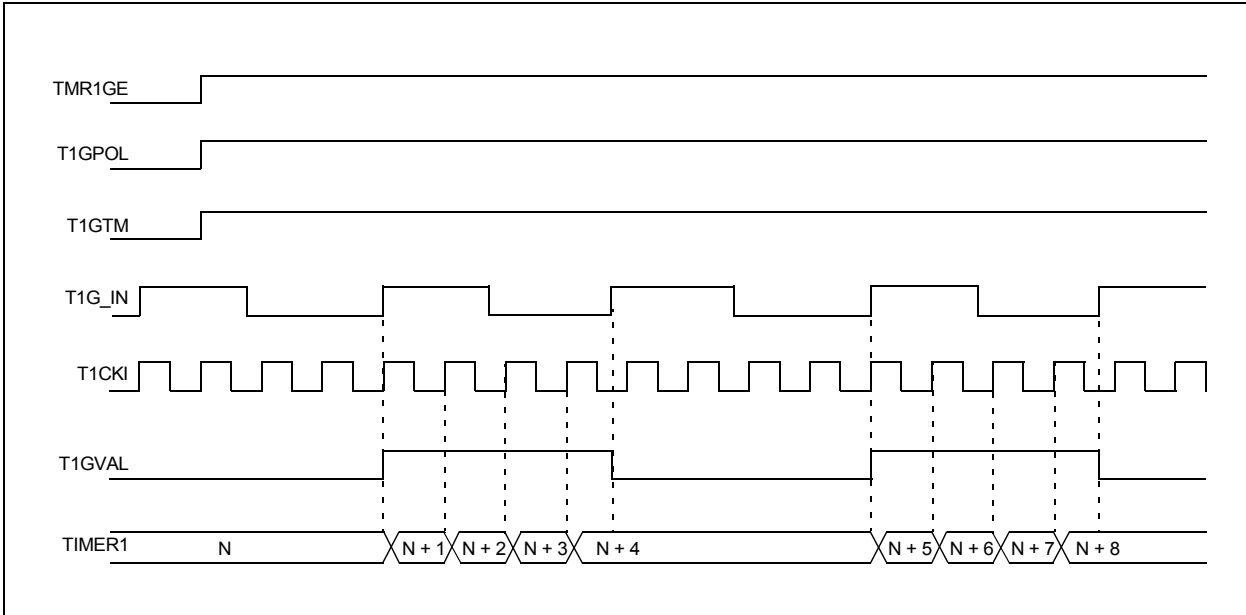 TMR1GE
T1GPOL
T1GTM
T1G_IN
T1CKI
T1GVAL
TIMER1 N N + 1 N + 2 N + 3 N + 4 N + 5 N + 6 N + 7 N + 8